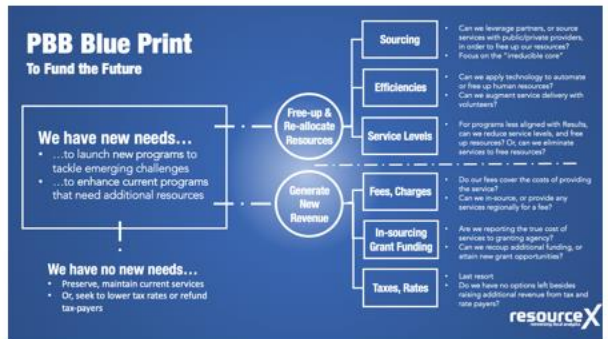 PBB Blue Print
To Fund the Future
We have new needs…
• …to launch new programs to
tackle emerging challenges
• …to enhance current programs
that need additional resources
We have no new needs…
• Preserve, maintain current services
• Or, seek to lower tax rates or refund
tax-payers
Free-up &
Re-allocate
Resources
Sourcing
• Can we leverage partners, or source
services with public/private providers,
in order to free up our resources?
• Focus on the "irreducible core"
Efficiencies
• Can we apply technology to automate
or free up human resources?
• Can we augment service delivery with
volunteers?
Service Levels
• For programs less aligned with Results,
can we reduce service levels, and free
up resources? Or, can we eliminate
services to free resources?
Generate
New
Revenue
Fees, Charges
• Do our fees cover the costs of providing
the service?
• Can we in-source, or provide any
services regionally for a fee?
In-sourcing
Grant Funding
• Are we reporting the true cost of
services to granting agency?
• Can we recoup additional funding, or
attain new grant opportunities?
Taxes, Rates
• Last resort
• Do we have no options left besides
raising additional revenue from tax and
rate payers?
resourceX